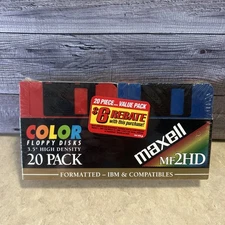 20 PIECE... VALUE PACK
$6 REBATE
with this purchase!
COLOR
FLOPPY DISKS
3.5" HIGH DENSITY
20 PACK
maxell
MF2HD
FORMATTED - IBM & COMPATIBLES